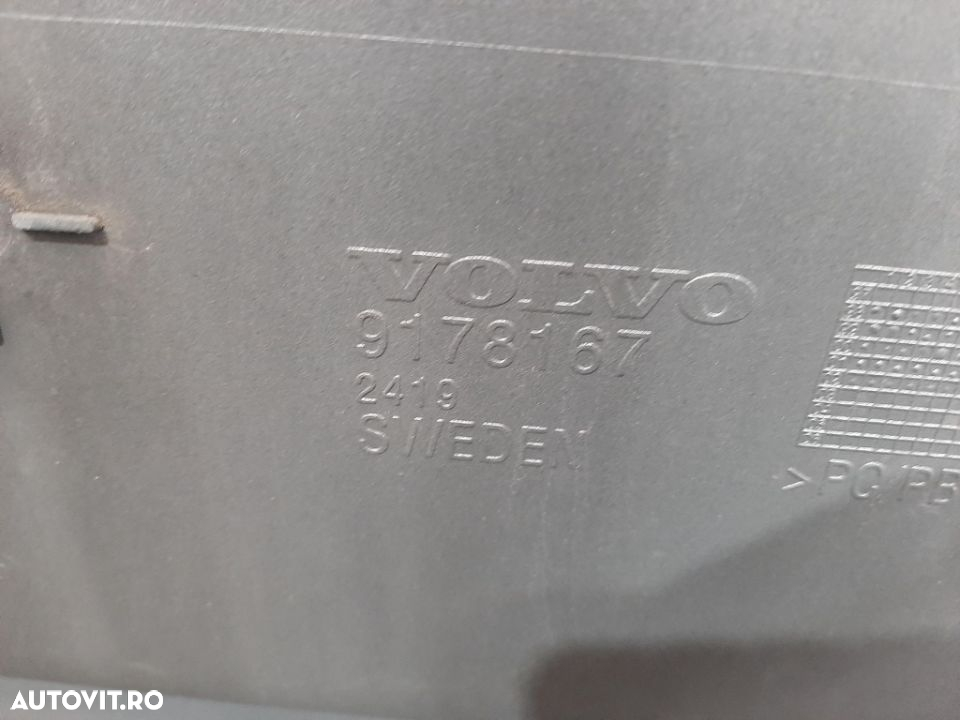 VOLVO
9178167
2419
SWEDEN
> PC/PB
AUTOVIT.RO